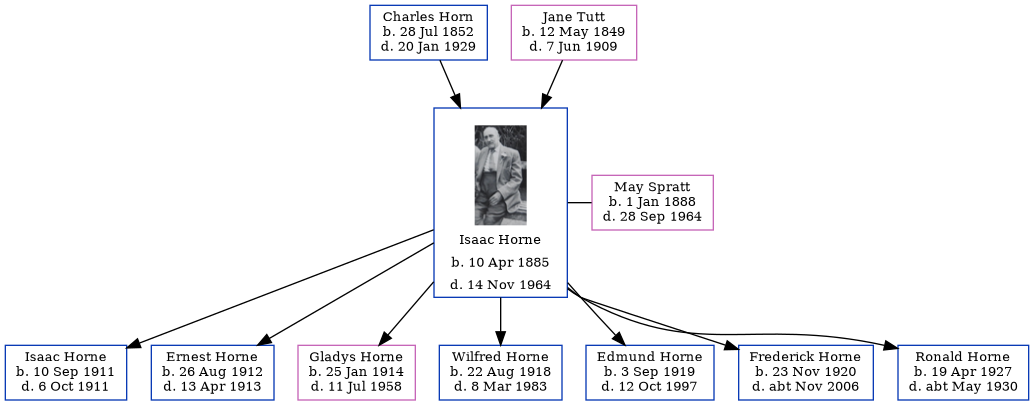 Charles Horn
b. 28 Jul 1852
d. 20 Jan 1929
Jane Tutt
b. 12 May 1849
d. 7 Jun 1909
Isaac Horne
b. 10 Apr 1885
d. 14 Nov 1964
May Spratt
b. 1 Jan 1888
d. 28 Sep 1964
Isaac Horne
b. 10 Sep 1911
d. 6 Oct 1911
Ernest Horne
b. 26 Aug 1912
d. 13 Apr 1913
Gladys Horne
b. 25 Jan 1914
d. 11 Jul 1958
Wilfred Horne
b. 22 Aug 1918
d. 8 Mar 1983
Edmund Horne
b. 3 Sep 1919
d. 12 Oct 1997
Frederick Horne
b. 23 Nov 1920
d. abt Nov 2006
Ronald Horne
b. 19 Apr 1927
d. abt May 1930